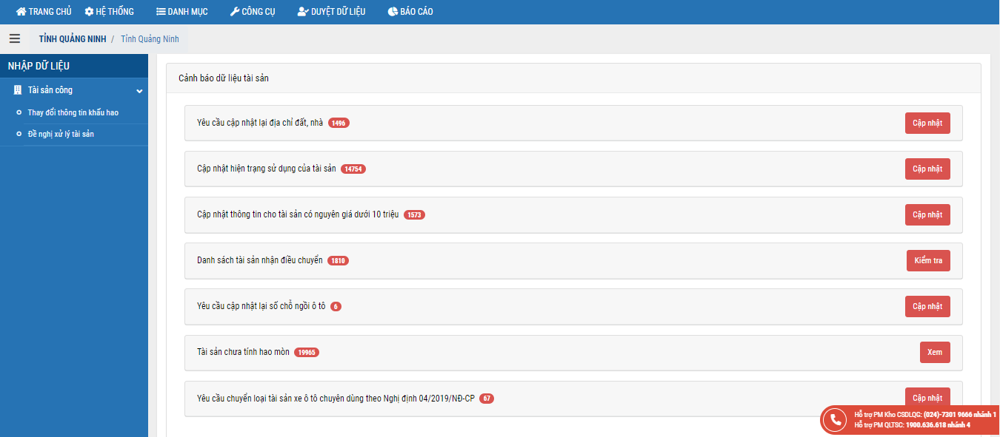 TRANG CHỦ HỆ THỐNG DANH MỤC CÔNG CỤ DUYỆT DỮ LIỆU BÁO CÁO
TỈNH QUẢNG NINH / Tỉnh Quảng Ninh
NHẬP DỮ LIỆU
Tài sản công
Thay đổi thông tin khấu hao
Đề nghị xử lý tài sản
Cảnh báo dữ liệu tài sản
Yêu cầu cập nhật lại địa chỉ đất, nhà 1496 Cập nhật
Cập nhật hiện trạng sử dụng của tài sản 14754 Cập nhật
Cập nhật thông tin cho tài sản có nguyên giá dưới 10 triệu 1573 Cập nhật
Danh sách tài sản nhận điều chuyển 1810 Kiểm tra
Yêu cầu cập nhật lại số chỗ ngồi ô tô 6 Cập nhật
Tài sản chưa tính hao mòn 19965 Xem
Yêu cầu chuyển loại tài sản xe ô tô chuyên dùng theo Nghị định 04/2019/NĐ-CP 67 Cập nhật
Hỗ trợ PM Kho CSDLQG: (024)-7301 9666 nhánh 1
Hỗ trợ PM QLTSC: 1900.636.618 nhánh 4